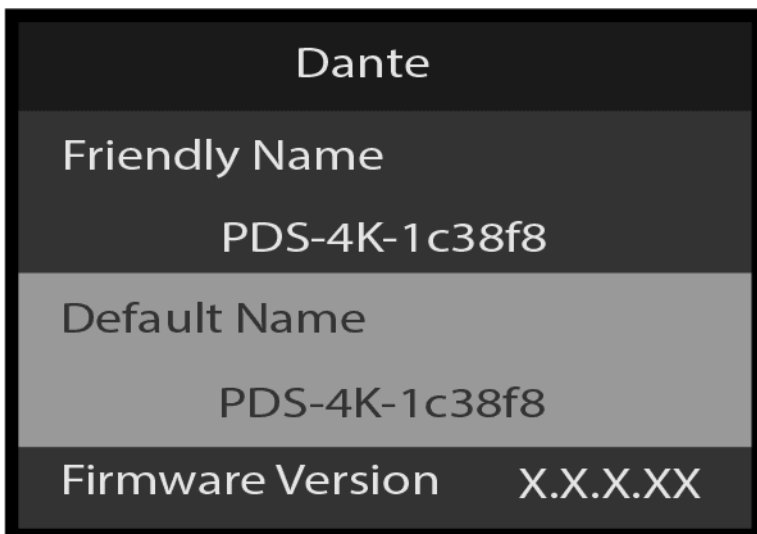 Dante
Friendly Name
PDS-4K-1c38f8
Default Name
PDS-4K-1c38f8
Firmware Version X.X.X.XX